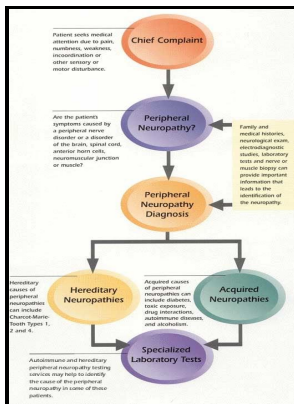 Patient seeks medical
attention due to pain,
numbness, weakness,
incoordination or
other sensory or
motor disturbance.
Chief Complaint
Are the patient's
symptoms caused by
a peripheral nerve
disorder or a disorder
of the brain, spinal cord,
anterior horn cells,
neuromuscular junction
or muscle?
Peripheral
Neuropathy?
Family and
medical histories,
neurological exam,
electrodiagnostic
studies, laboratory
tests and nerve or
muscle biopsy can
provide important
information that
leads to the
identification of
the neuropathy.
Peripheral
Neuropathy
Diagnosis
Hereditary
causes of
peripheral
neuropathies
can include
Charcot-Marie-
Tooth Types 1,
2 and 4.
Hereditary
Neuropathies
Acquired causes
of peripheral
neuropathies can
include diabetes,
toxic exposure,
drug interactions,
autoimmune diseases,
and alcoholism.
Acquired
Neuropathies
Autoimmune and hereditary
peripheral neuropathy testing
services may help to identify
the cause of the peripheral
neuropathy in some of those
patients.
Specialized
Laboratory Tests